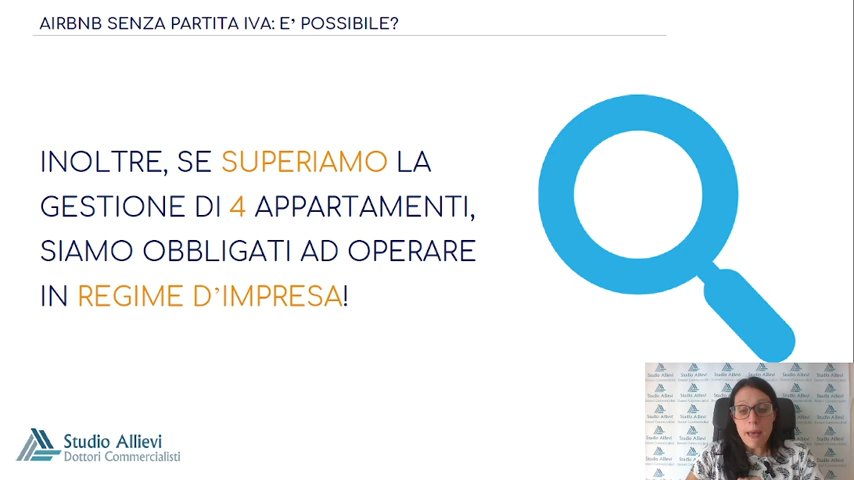 AIRBNB SENZA PARTITA IVA: E’ POSSIBILE?
INOLTRE, SE SUPERIAMO LA
GESTIONE DI 4 APPARTAMENTI,
SIAMO OBBLIGATI AD OPERARE
IN REGIME D’IMPRESA!
Studio Allievi
Dottori Commercialisti